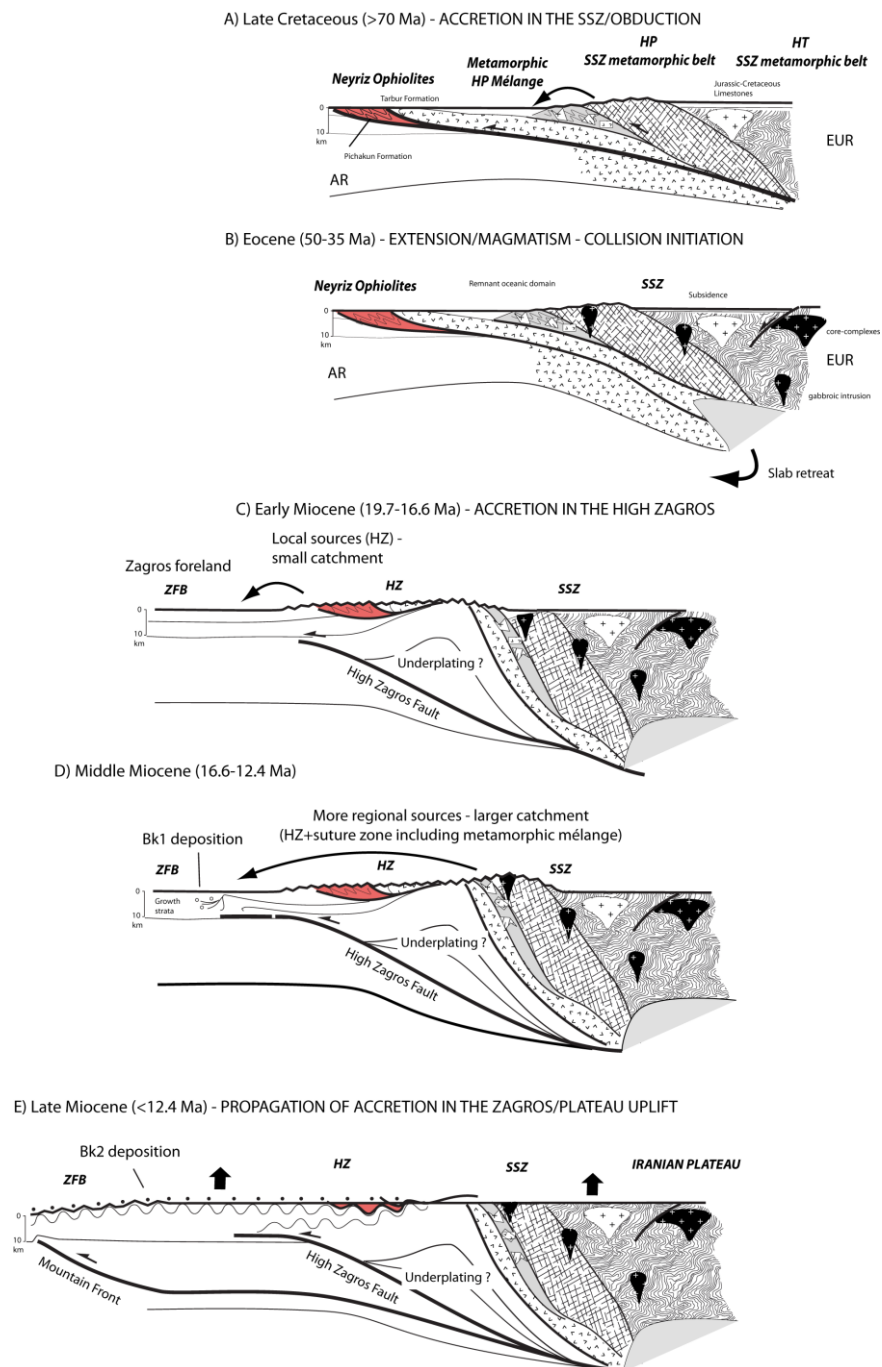 A) Late Cretaceous (>70 Ma) - ACCRETION IN THE SSZ/OBDUCTION
HP
SSZ metamorphic belt
HT
SSZ metamorphic belt
Metamorphic
HP Mélange
Neyriz Ophiolites
Tarbur Formation
Jurassic-Cretaceous
Limestones
0
10
km
Pichakun Formation
EUR
AR
B) Eocene (50-35 Ma) - EXTENSION/MAGMATISM - COLLISION INITIATION
Neyriz Ophiolites
Remnant oceanic domain
SSZ
Subsidence
0
10
km
core-complexes
AR
EUR
gabbroic intrusion
Slab retreat
C) Early Miocene (19.7-16.6 Ma) - ACCRETION IN THE HIGH ZAGROS
Local sources (HZ) -
small catchment
Zagros foreland
ZFB
HZ
SSZ
0
10
km
Underplating ?
High Zagros Fault
D) Middle Miocene (16.6-12.4 Ma)
More regional sources - larger catchment
(HZ+suture zone including metamorphic mélange)
Bk1 deposition
ZFB
HZ
SSZ
0
10
km
Growth
strata
Underplating ?
High Zagros Fault
E) Late Miocene (<12.4 Ma) - PROPAGATION OF ACCRETION IN THE ZAGROS/PLATEAU UPLIFT
Bk2 deposition
ZFB
HZ
SSZ
IRANIAN PLATEAU
0
10
km
Mountain Front
High Zagros Fault
Underplating ?